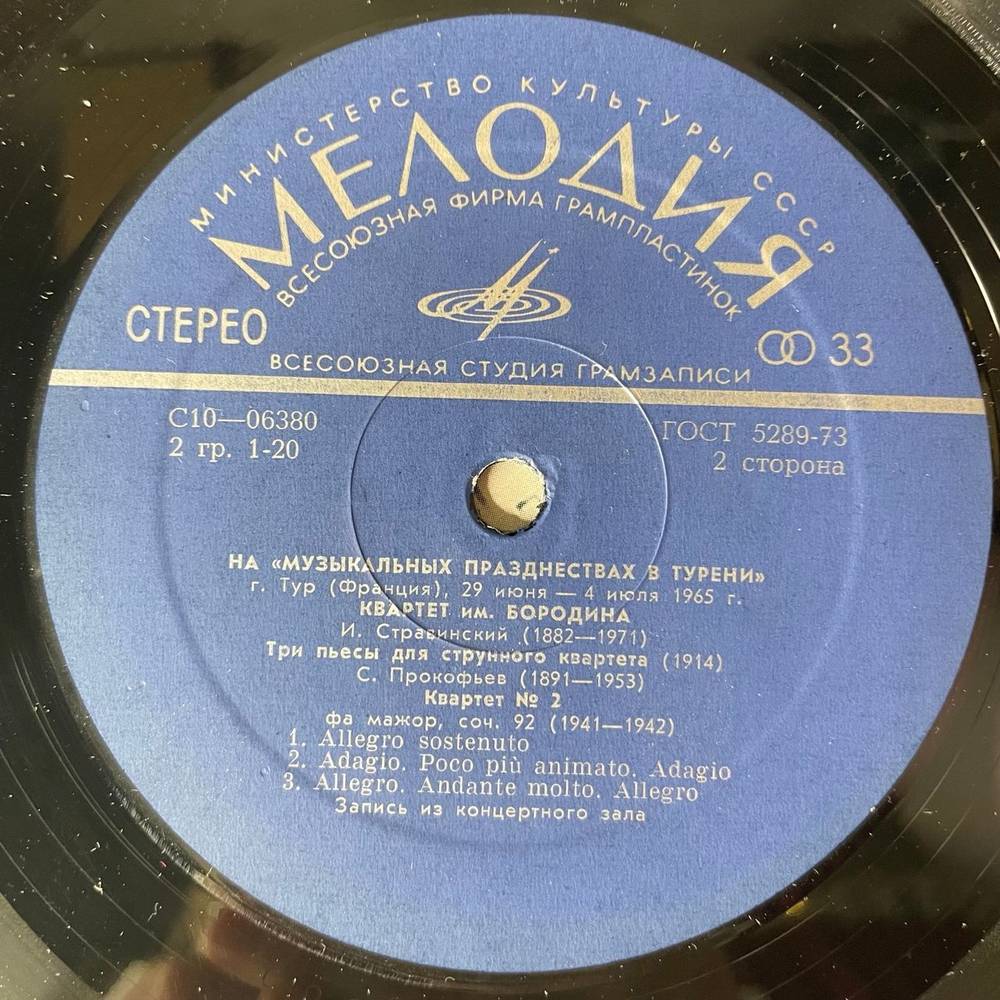 МИНИСТЕРСТВО КУЛЬТУРЫ СССР
МЕЛОДИЯ
ВСЕСОЮЗНАЯ ФИРМА ГРАМПЛАСТИНОК
СТЕРЕО
33
ВСЕСОЮЗНАЯ СТУДИЯ ГРАМЗАПИСИ
С10—06380
ГОСТ 5289-73
2 гр. 1-20
2 сторона
НА «МУЗЫКАЛЬНЫХ ПРАЗДНЕСТВАХ В ТУРЕНИ»
г. Тур (Франция), 29 июня — 4 июля 1965 г.
КВАРТЕТ им. БОРОДИНА
И. Стравинский (1882—1971)
Три пьесы для струнного квартета (1914)
С. Прокофьев (1891—1953)
Квартет № 2
фа мажор, соч. 92 (1941—1942)
1. Allegro sostenuto
2. Adagio. Poco più animato. Adagio
3. Allegro. Andante molto. Allegro
Запись из концертного зала